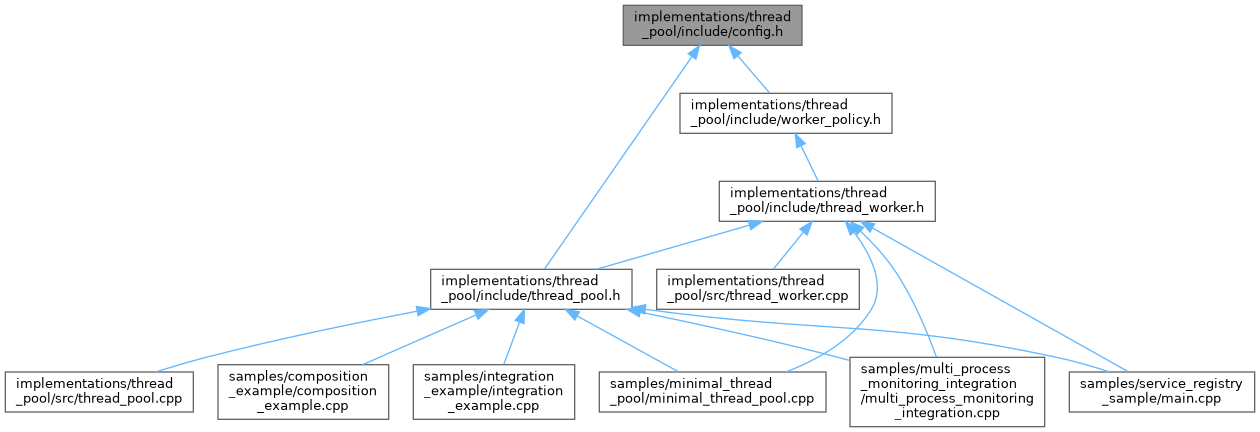 implementations/thread
_pool/include/config.h
implementations/thread
_pool/include/worker_policy.h
implementations/thread
_pool/include/thread_worker.h
implementations/thread
_pool/include/thread_pool.h
implementations/thread
_pool/src/thread_worker.cpp
implementations/thread
_pool/src/thread_pool.cpp
samples/composition
_example/composition
_example.cpp
samples/integration
_example/integration
_example.cpp
samples/minimal_thread
_pool/minimal_thread_pool.cpp
samples/multi_process
_monitoring_integration
/multi_process_monitoring
_integration.cpp
samples/service_registry
_sample/main.cpp